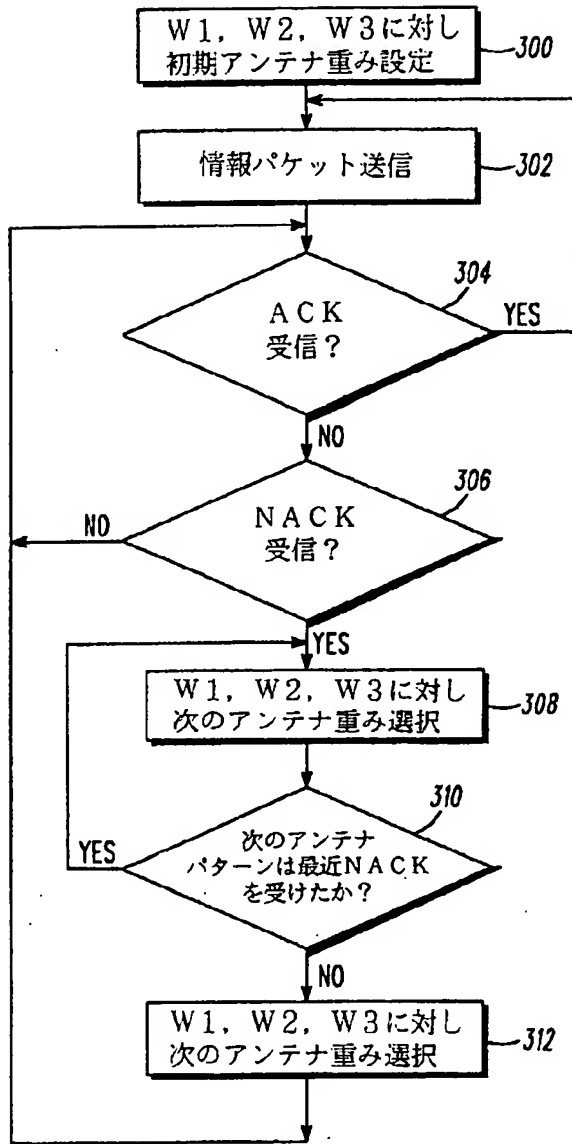 W1,W2,W3に対し
初期アンテナ重み設定
300
情報パケット送信
302
304
ACK
受信?
YES
NO
306
NACK
受信?
NO
YES
W1,W2,W3に対し
次のアンテナ重み選択
308
310
次のアンテナ
パターンは最近NACK
を受けたか?
YES
NO
W1,W2,W3に対し
次のアンテナ重み選択
312